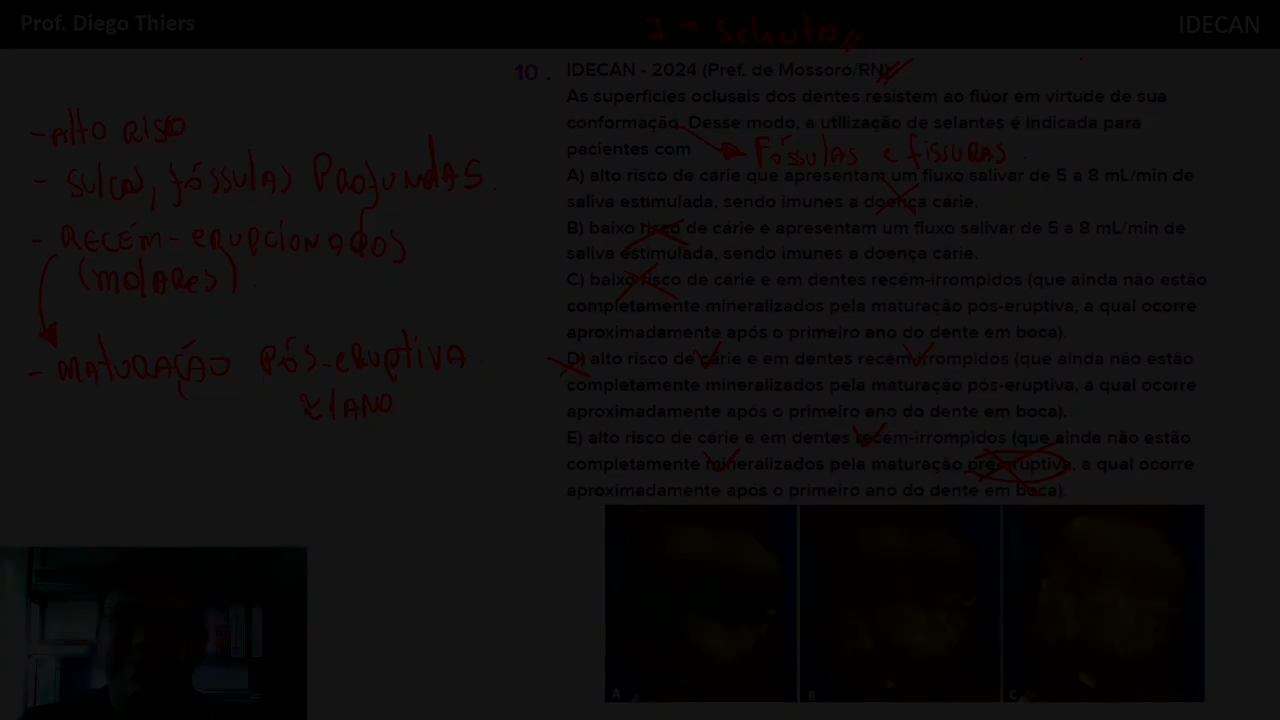 Prof. Diego Thiers
IDECAN
Selantes
10. IDECAN - 2024 (Pref. de Mossoró/RN)
As superfícies oclusais dos dentes resistem ao flúor em virtude de sua
conformação. Desse modo, a utilização de selantes é indicada para
pacientes com
Fóssulas e fissuras.
A) alto risco de cárie que apresentam um fluxo salivar de 5 a 8 mL/min de
saliva estimulada, sendo imunes a doença cárie.
B) baixo risco de cárie e apresentam um fluxo salivar de 5 a 8 mL/min de
saliva estimulada, sendo imunes a doença cárie.
C) baixo risco de cárie e em dentes recém-irrompidos (que ainda não estão
completamente mineralizados pela maturação pós-eruptiva, a qual ocorre
aproximadamente após o primeiro ano do dente em boca).
D) alto risco de cárie e em dentes recém-irrompidos (que ainda não estão
completamente mineralizados pela maturação pós-eruptiva, a qual ocorre
aproximadamente após o primeiro ano do dente em boca).
E) alto risco de cárie e em dentes recém-irrompidos (que ainda não estão
completamente mineralizados pela maturação pré-eruptiva, a qual ocorre
aproximadamente após o primeiro ano do dente em boca).
- Alto risco
- Sulcos, fóssulas profundas
- Recém-erupcionados
(molares)
- Maturação pós-eruptiva
± 1 ano
A
B
C